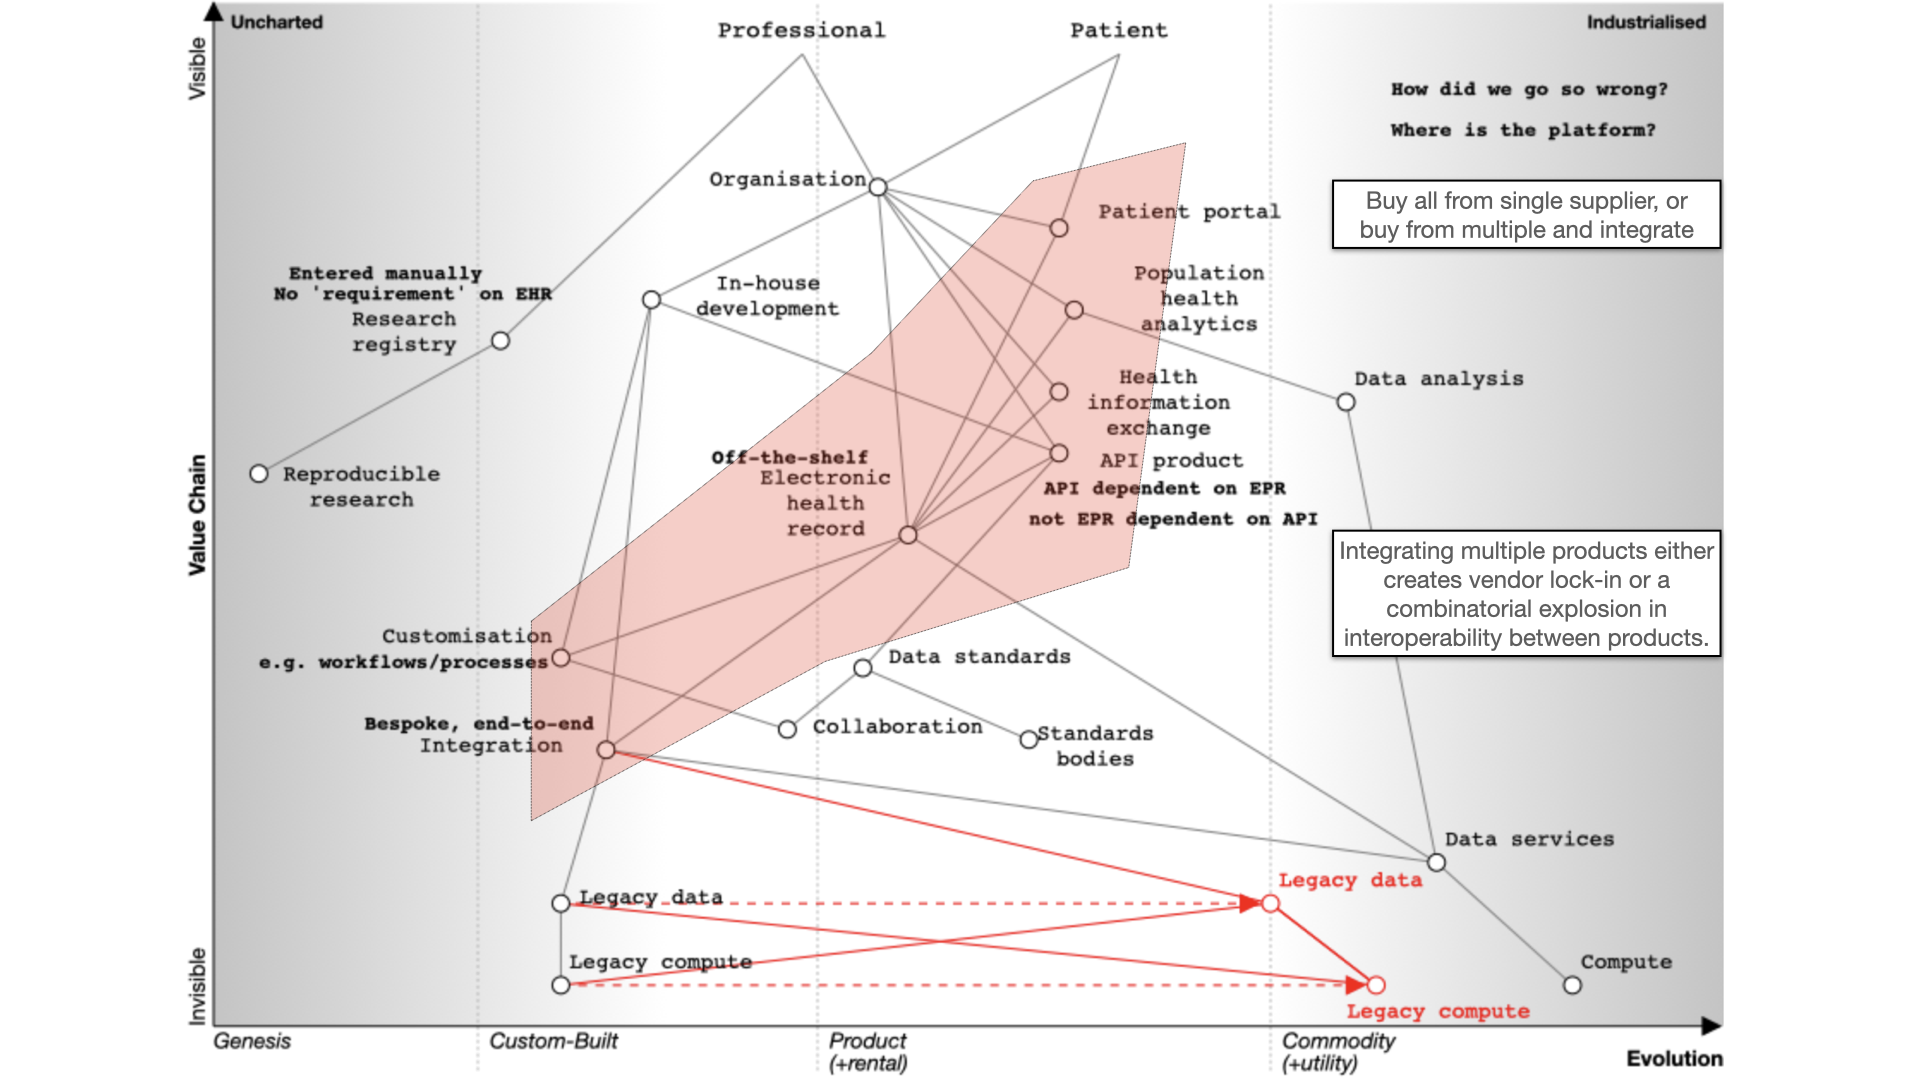 Uncharted
Professional
Patient
Industrialised
Visible
How did we go so wrong?
Where is the platform?
Organisation
Patient portal
Buy all from single supplier, or
buy from multiple and integrate
Entered manually
No 'requirement' on EHR
Research
registry
In-house
development
Population
health
analytics
Health
information
exchange
Data analysis
Reproducible
research
Off-the-shelf
Electronic
health
record
API product
API dependent on EPR
not EPR dependent on API
Value Chain
Integrating multiple products either
creates vendor lock-in or a
combinatorial explosion in
interoperability between products.
Customisation
e.g. workflows/processes
Data standards
Bespoke, end-to-end
Integration
Collaboration
Standards
bodies
Data services
Legacy data
Legacy data
Legacy compute
Compute
Legacy compute
Invisible
Genesis
Custom-Built
Product
(+rental)
Commodity
(+utility)
Evolution